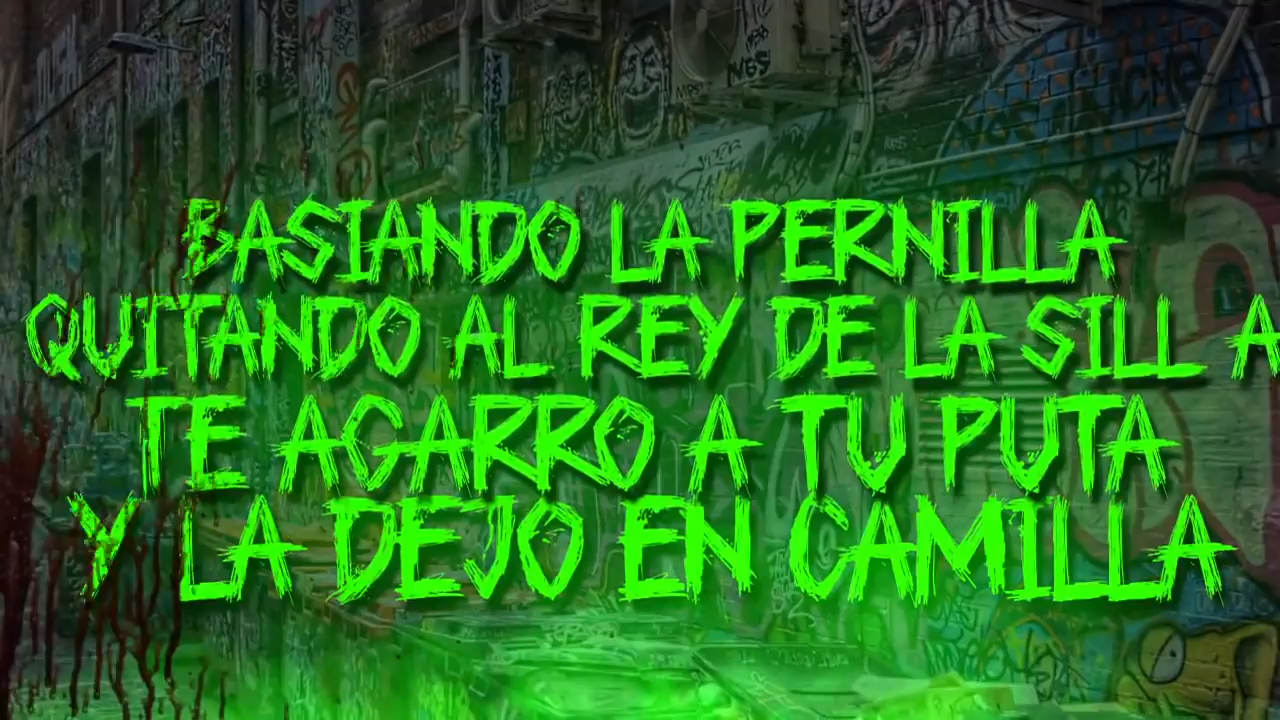 BASIANDO LA PERNILLA
QUITANDO AL REY DE LA SILL A
TE AGARRO A TU PUTA
Y LA DEJO EN CAMILLA